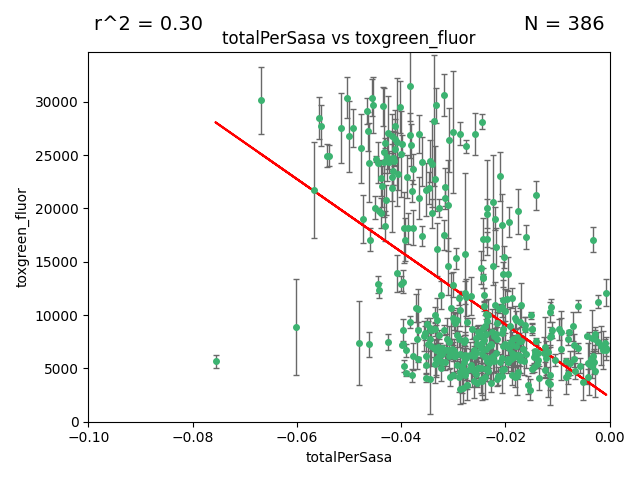 r^2 = 0.30
N = 386
totalPerSasa vs toxgreen_fluor
toxgreen_fluor
30000
25000
20000
15000
10000
5000
0
−0.10
−0.08
−0.06
−0.04
−0.02
0.00
totalPerSasa